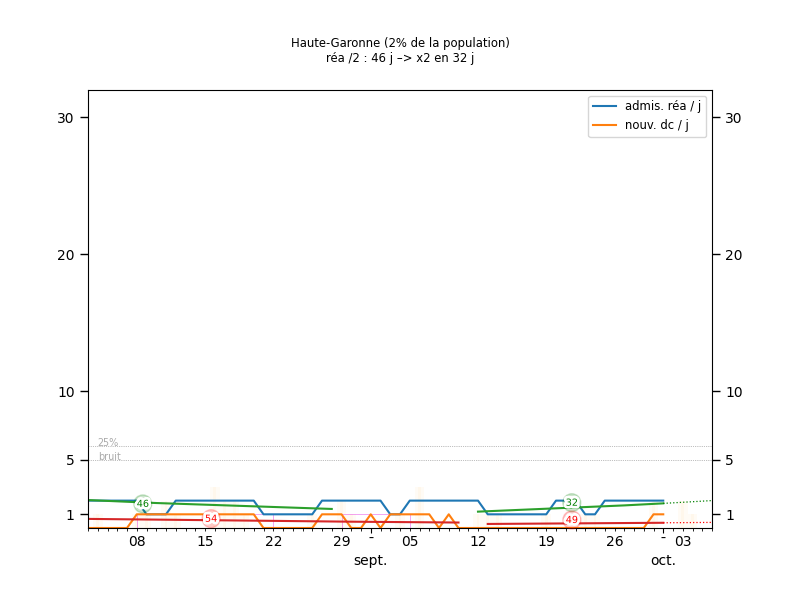 Haute-Garonne (2% de la population)
réa /2 : 46 j –> x2 en 32 j
admis. réa / j
nouv. dc / j
30 30
20 20
10 10
25%
5 bruit 5
46 32
1 54 49 1
08 15 22 29 - 05 12 19 26 - 03
sept. oct.